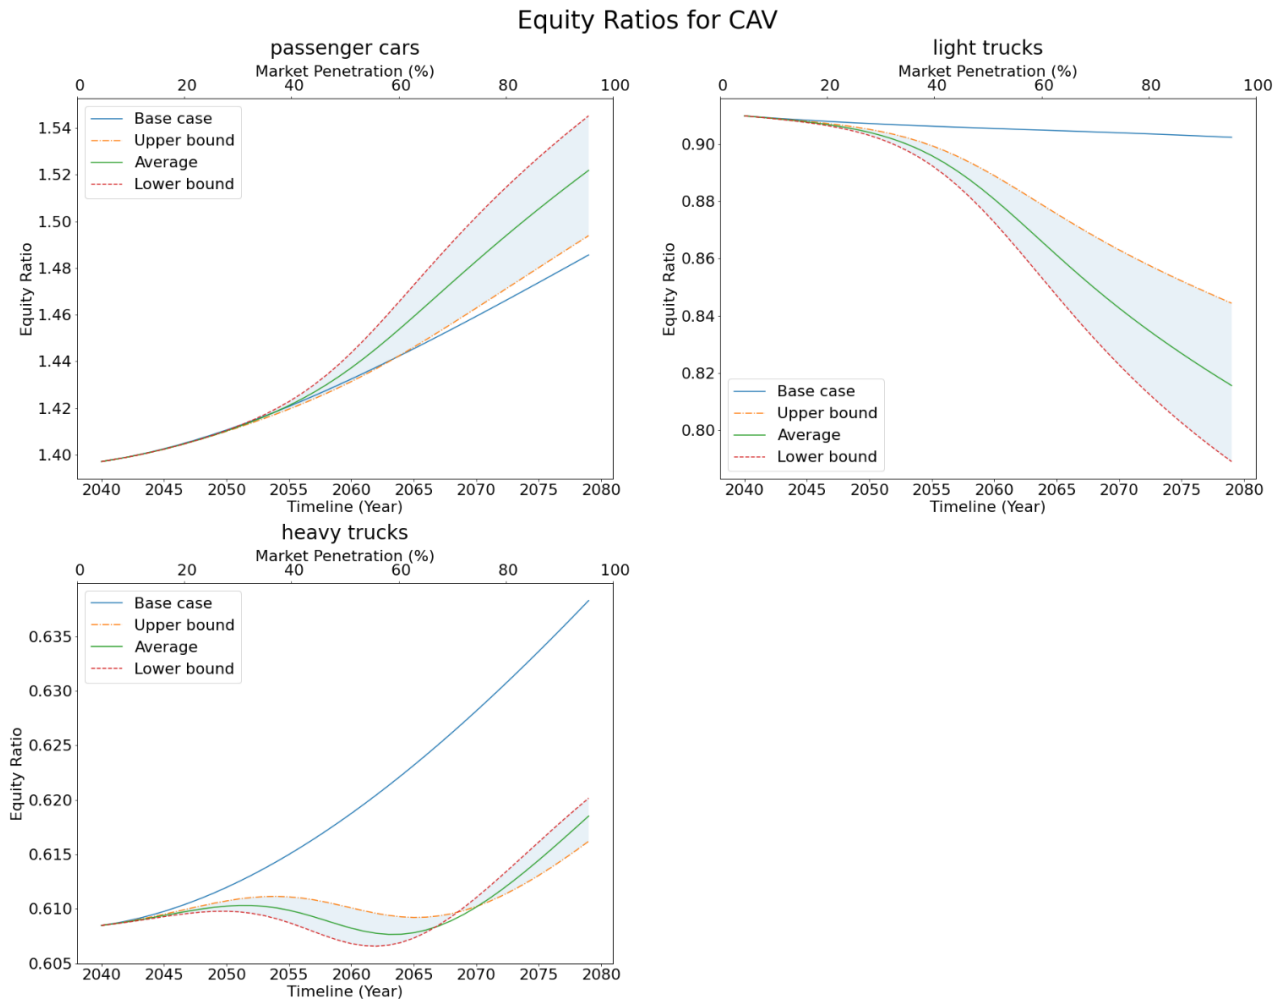 Equity Ratios for CAV
passenger cars
Market Penetration (%)
0 20 40 60 80 100
Base case
Upper bound
Average
Lower bound
1.54
1.52
1.50
1.48
1.46
1.44
1.42
1.40
Equity Ratio
2040 2045 2050 2055 2060 2065 2070 2075 2080
Timeline (Year)
light trucks
Market Penetration (%)
0 20 40 60 80 100
0.90
0.88
0.86
0.84
0.82
0.80
Equity Ratio
Base case
Upper bound
Average
Lower bound
2040 2045 2050 2055 2060 2065 2070 2075 2080
Timeline (Year)
heavy trucks
Market Penetration (%)
0 20 40 60 80 100
Base case
Upper bound
Average
Lower bound
0.635
0.630
0.625
0.620
0.615
0.610
0.605
Equity Ratio
2040 2045 2050 2055 2060 2065 2070 2075 2080
Timeline (Year)